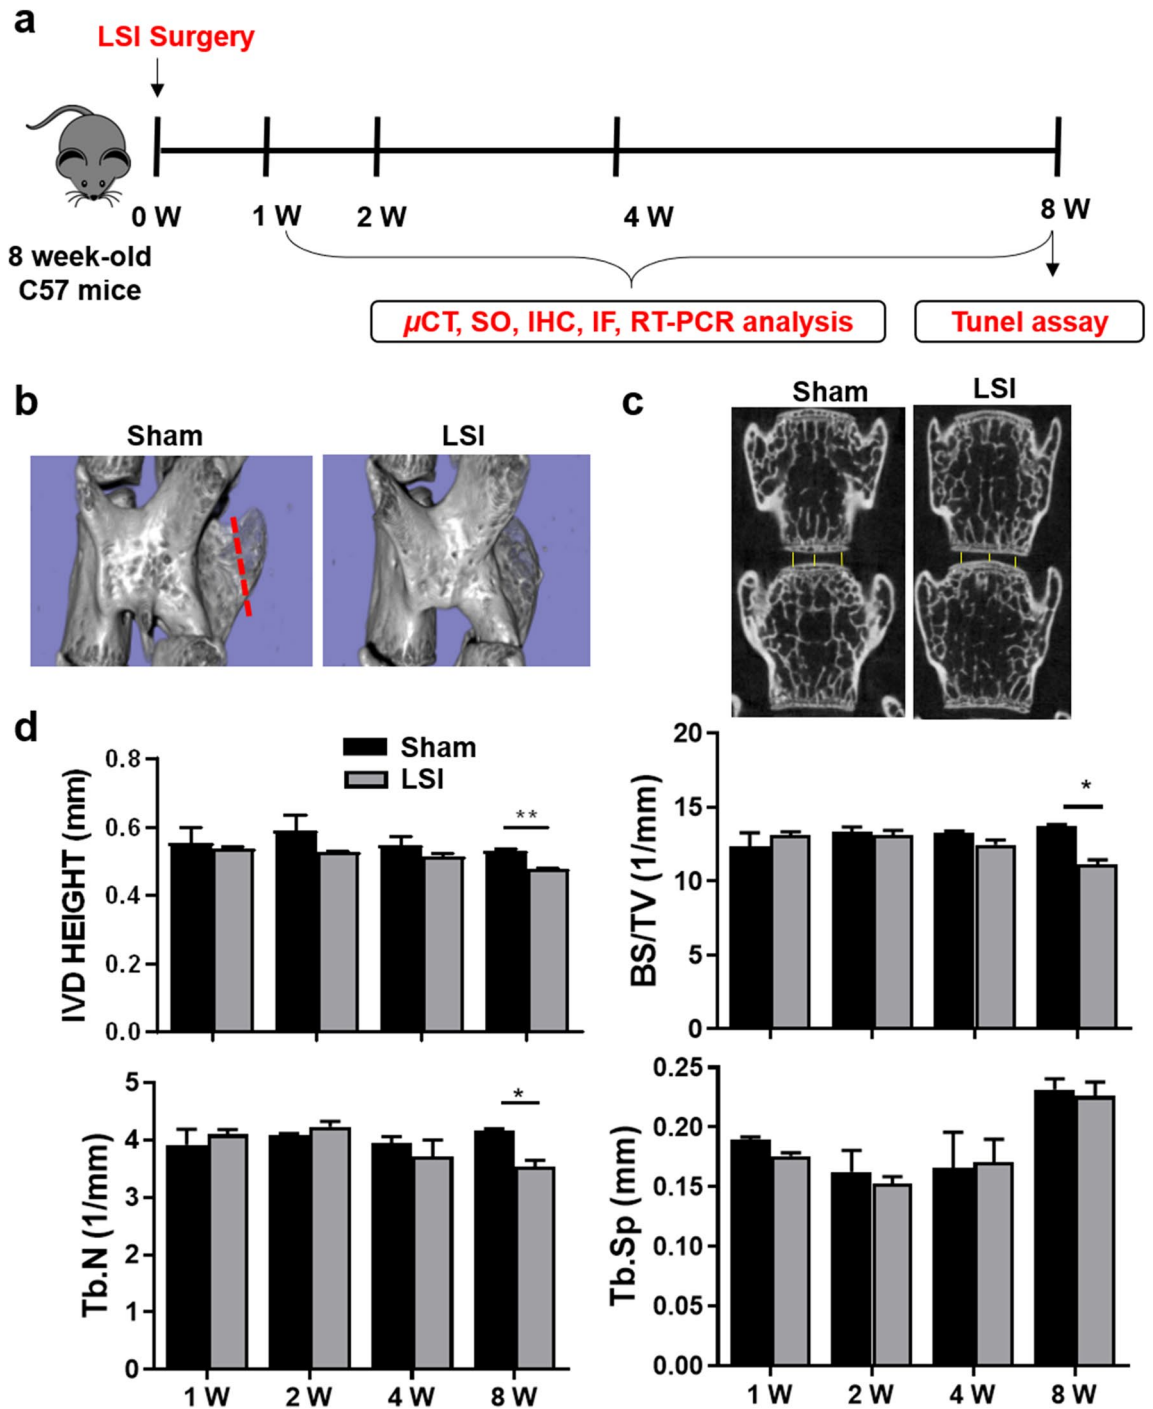 a
LSI Surgery
0 W
1 W
2 W
4 W
8 W
8 week-old
C57 mice
µCT, SO, IHC, IF, RT-PCR analysis
Tunel assay
b
Sham
LSI
c
Sham
LSI
d
Sham
LSI
IVD HEIGHT (mm)
0.8
0.6
0.4
0.2
0.0
**
BS/TV (1/mm)
20
15
10
5
0
*
Tb.N (1/mm)
5
4
3
2
1
0
*
1 W
2 W
4 W
8 W
Tb.Sp (mm)
0.25
0.20
0.15
0.10
0.05
0.00
1 W
2 W
4 W
8 W